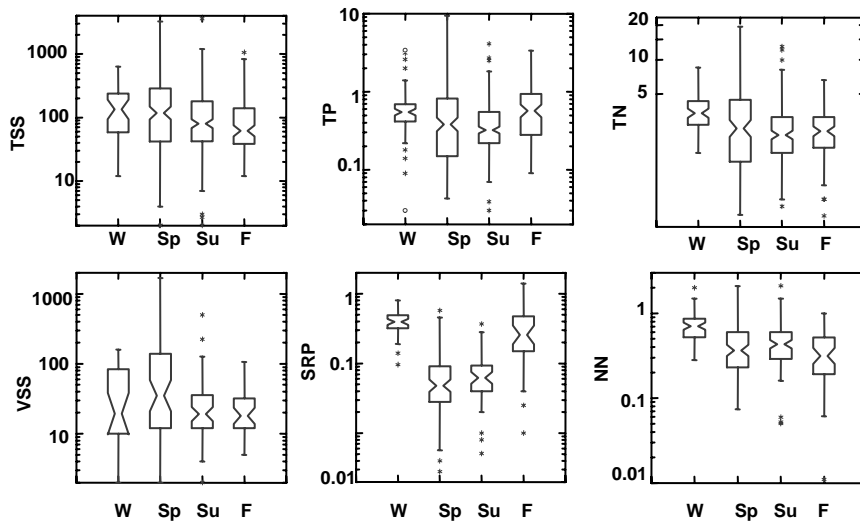 1000
100
10
TSS
W Sp Su F
10
1
0.1
TP
W Sp Su F
20
10
5
TN
W Sp Su F
1000
100
10
VSS
W Sp Su F
1
0.1
0.01
SRP
W Sp Su F
1
0.1
0.01
NN
W Sp Su F